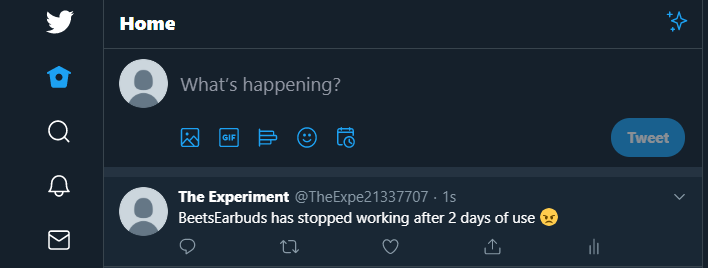 Home
What's happening?
GIF
Tweet
The Experiment @TheExpe21337707 · 1s
BeetsEarbuds has stopped working after 2 days of use 😠